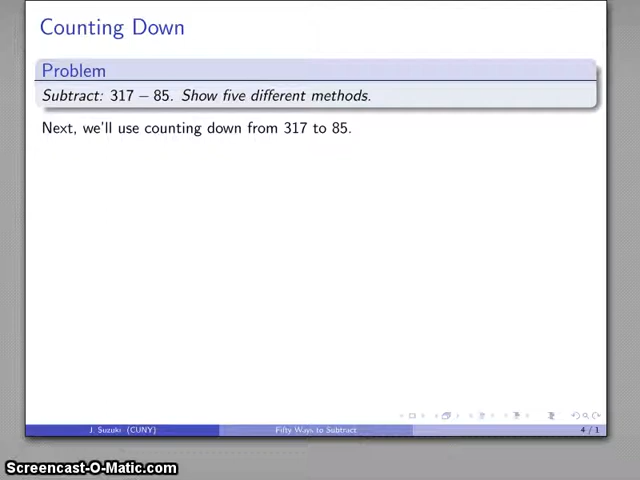 Counting Down
Problem
Subtract: 317 − 85. Show five different methods.
Next, we'll use counting down from 317 to 85.
J. Suzuki (CUNY) Fifty Ways to Subtract 4 / 1
Screencast-O-Matic.com